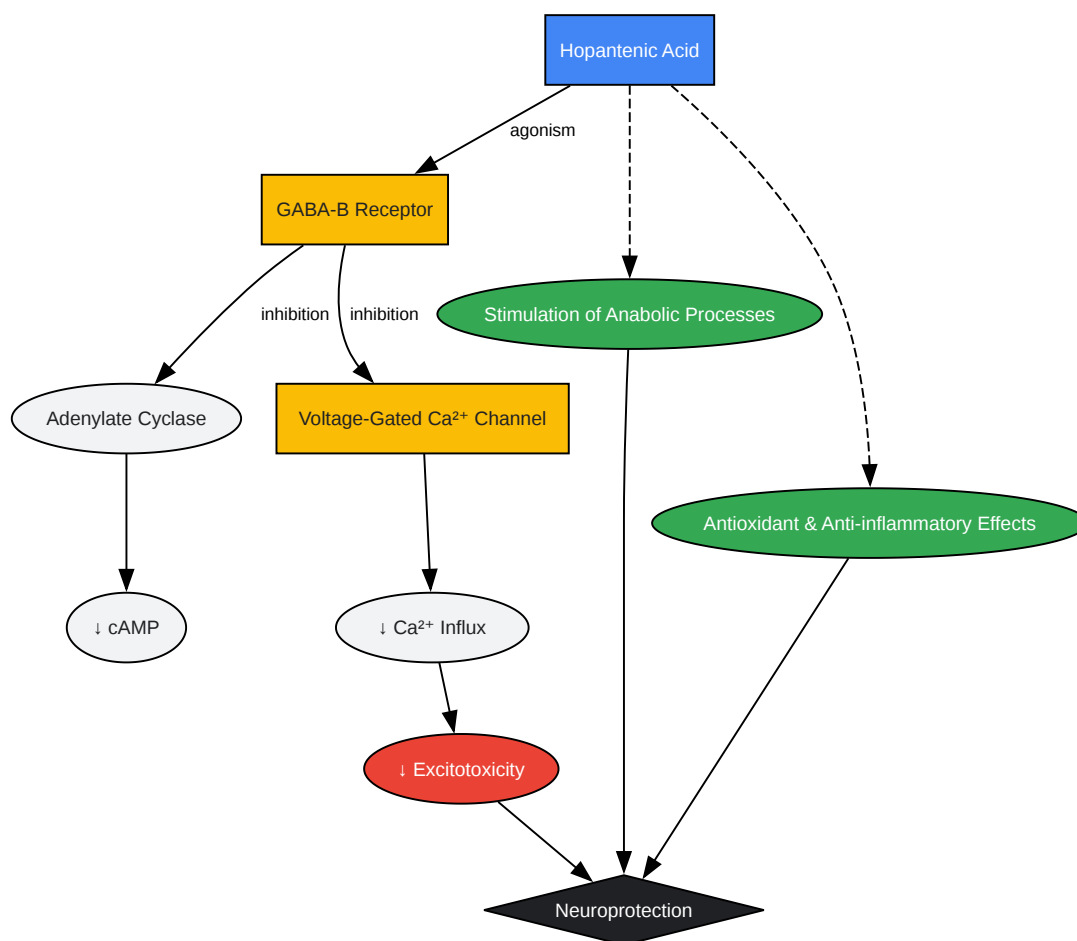 Hopantenic Acid
agonism
GABA-B Receptor
inhibition
inhibition
Stimulation of Anabolic Processes
Adenylate Cyclase
Voltage-Gated Ca²⁺ Channel
Antioxidant & Anti-inflammatory Effects
↓ cAMP
↓ Ca²⁺ Influx
↓ Excitotoxicity
Neuroprotection